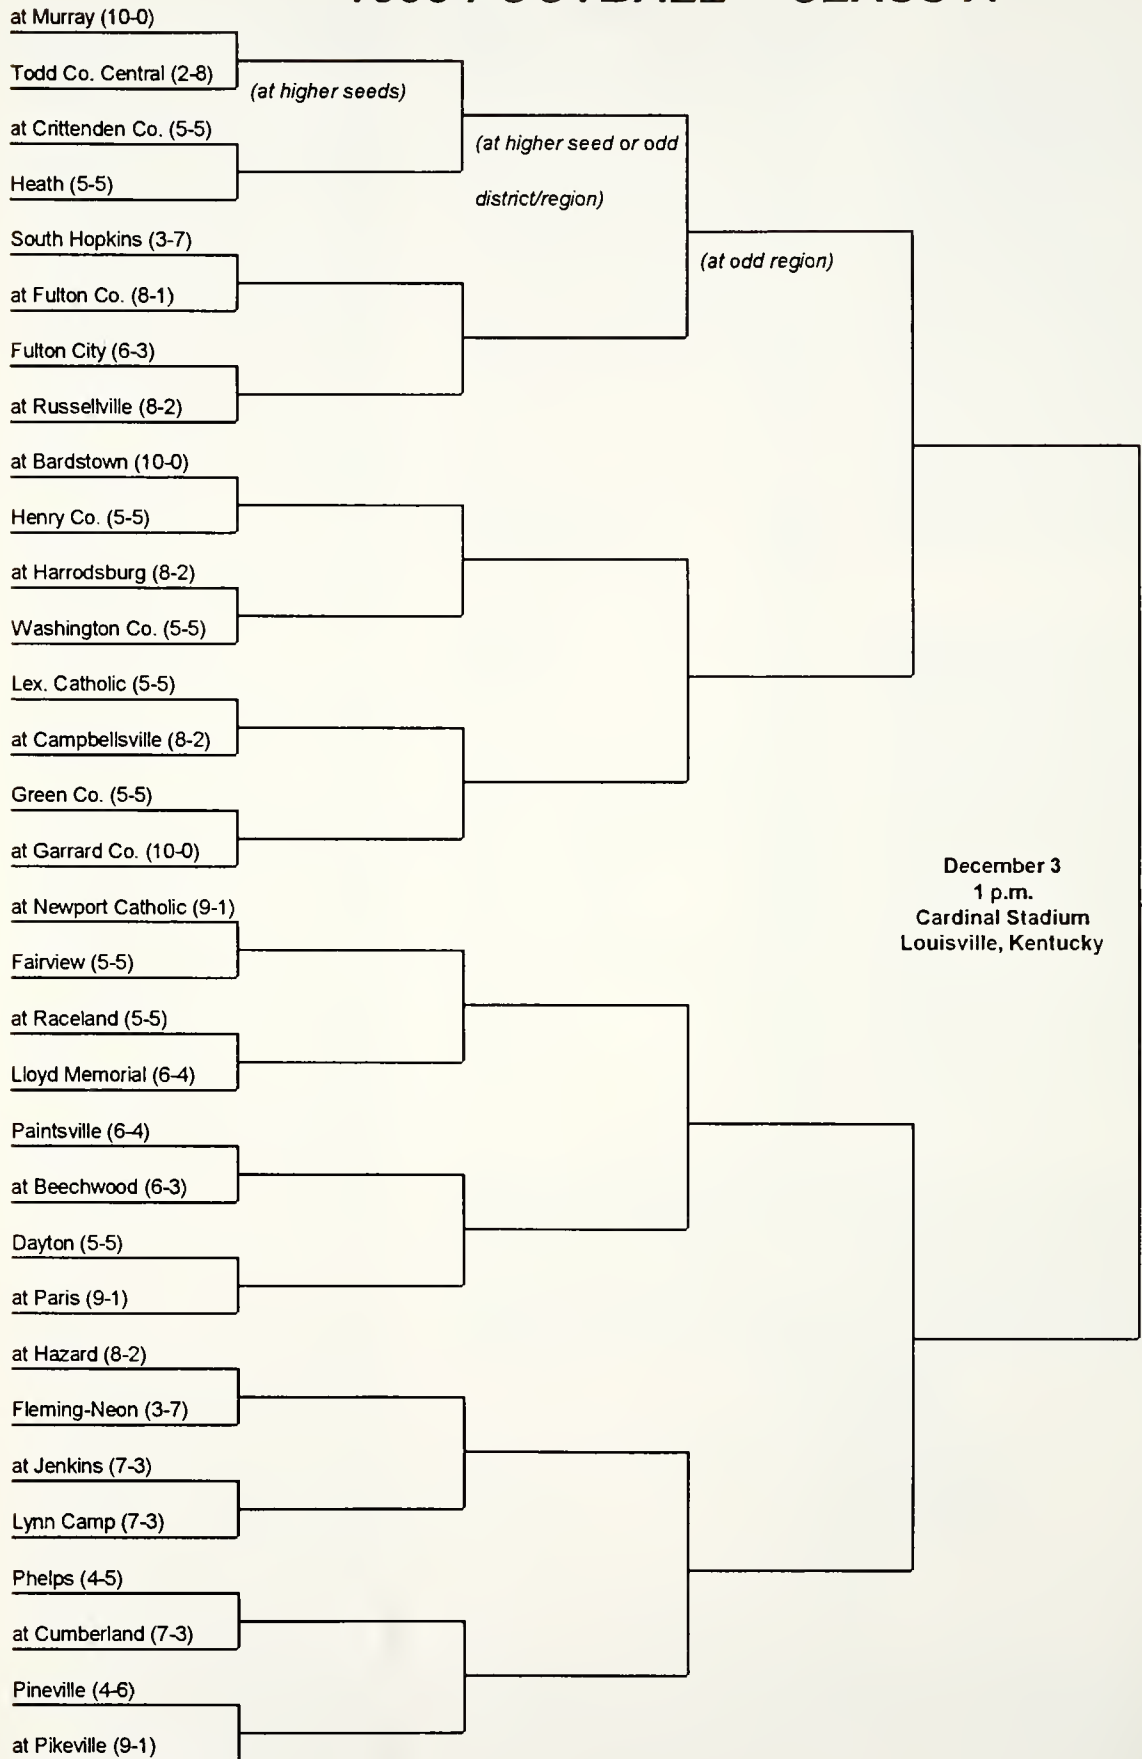 FOOTBALL - CLASS A
at Murray (10-0)
Todd Co. Central (2-8)
(at higher seeds)
at Crittenden Co. (5-5)
(at higher seed or odd
Heath (5-5)
district/region)
South Hopkins (3-7)
(at odd region)
at Fulton Co. (8-1)
Fulton City (6-3)
at Russellville (8-2)
at Bardstown (10-0)
Henry Co. (5-5)
at Harrodsburg (8-2)
Washington Co. (5-5)
Lex. Catholic (5-5)
at Campbellsville (8-2)
Green Co. (5-5)
at Garrard Co. (10-0)
December 3
1 p.m.
Cardinal Stadium
Louisville, Kentucky
at Newport Catholic (9-1)
Fairview (5-5)
at Raceland (5-5)
Lloyd Memorial (6-4)
Paintsville (6-4)
at Beechwood (6-3)
Dayton (5-5)
at Paris (9-1)
at Hazard (8-2)
Fleming-Neon (3-7)
at Jenkins (7-3)
Lynn Camp (7-3)
Phelps (4-5)
at Cumberland (7-3)
Pineville (4-6)
at Pikeville (9-1)